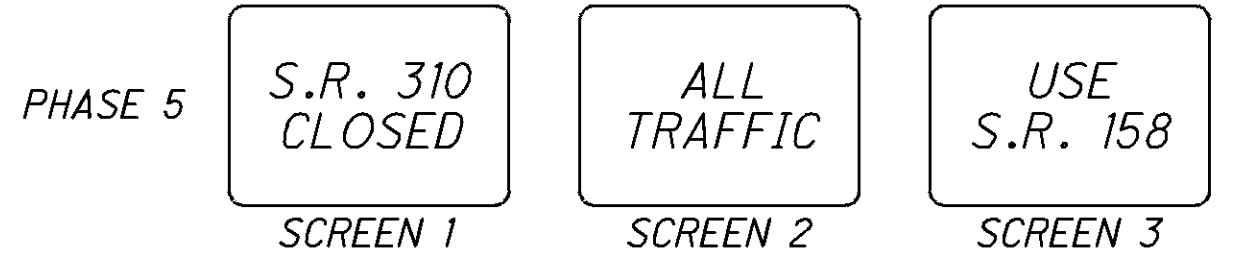 PHASE 5
S.R. 310
CLOSED
SCREEN 1
ALL
TRAFFIC
SCREEN 2
USE
S.R. 158
SCREEN 3